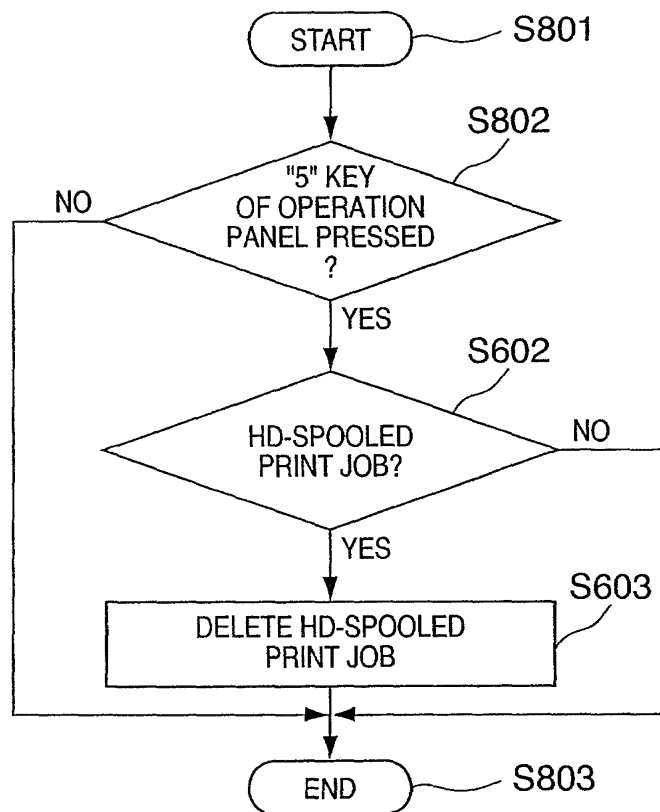 START
S801
S802
"5" KEY
OF OPERATION
PANEL PRESSED
?
NO
YES
S602
HD-SPOOLED
PRINT JOB?
NO
YES
S603
DELETE HD-SPOOLED
PRINT JOB
END
S803